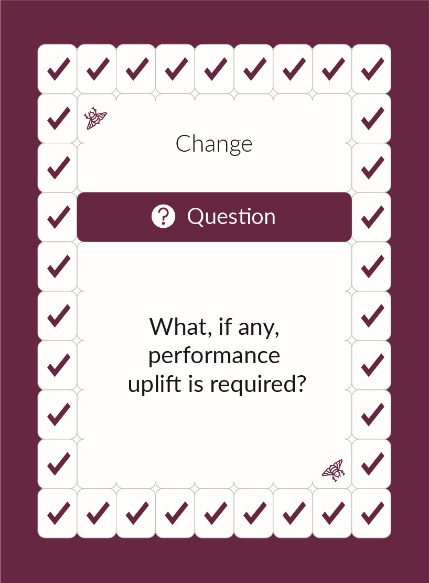 Change
Question
What, if any,
performance
uplift is required?